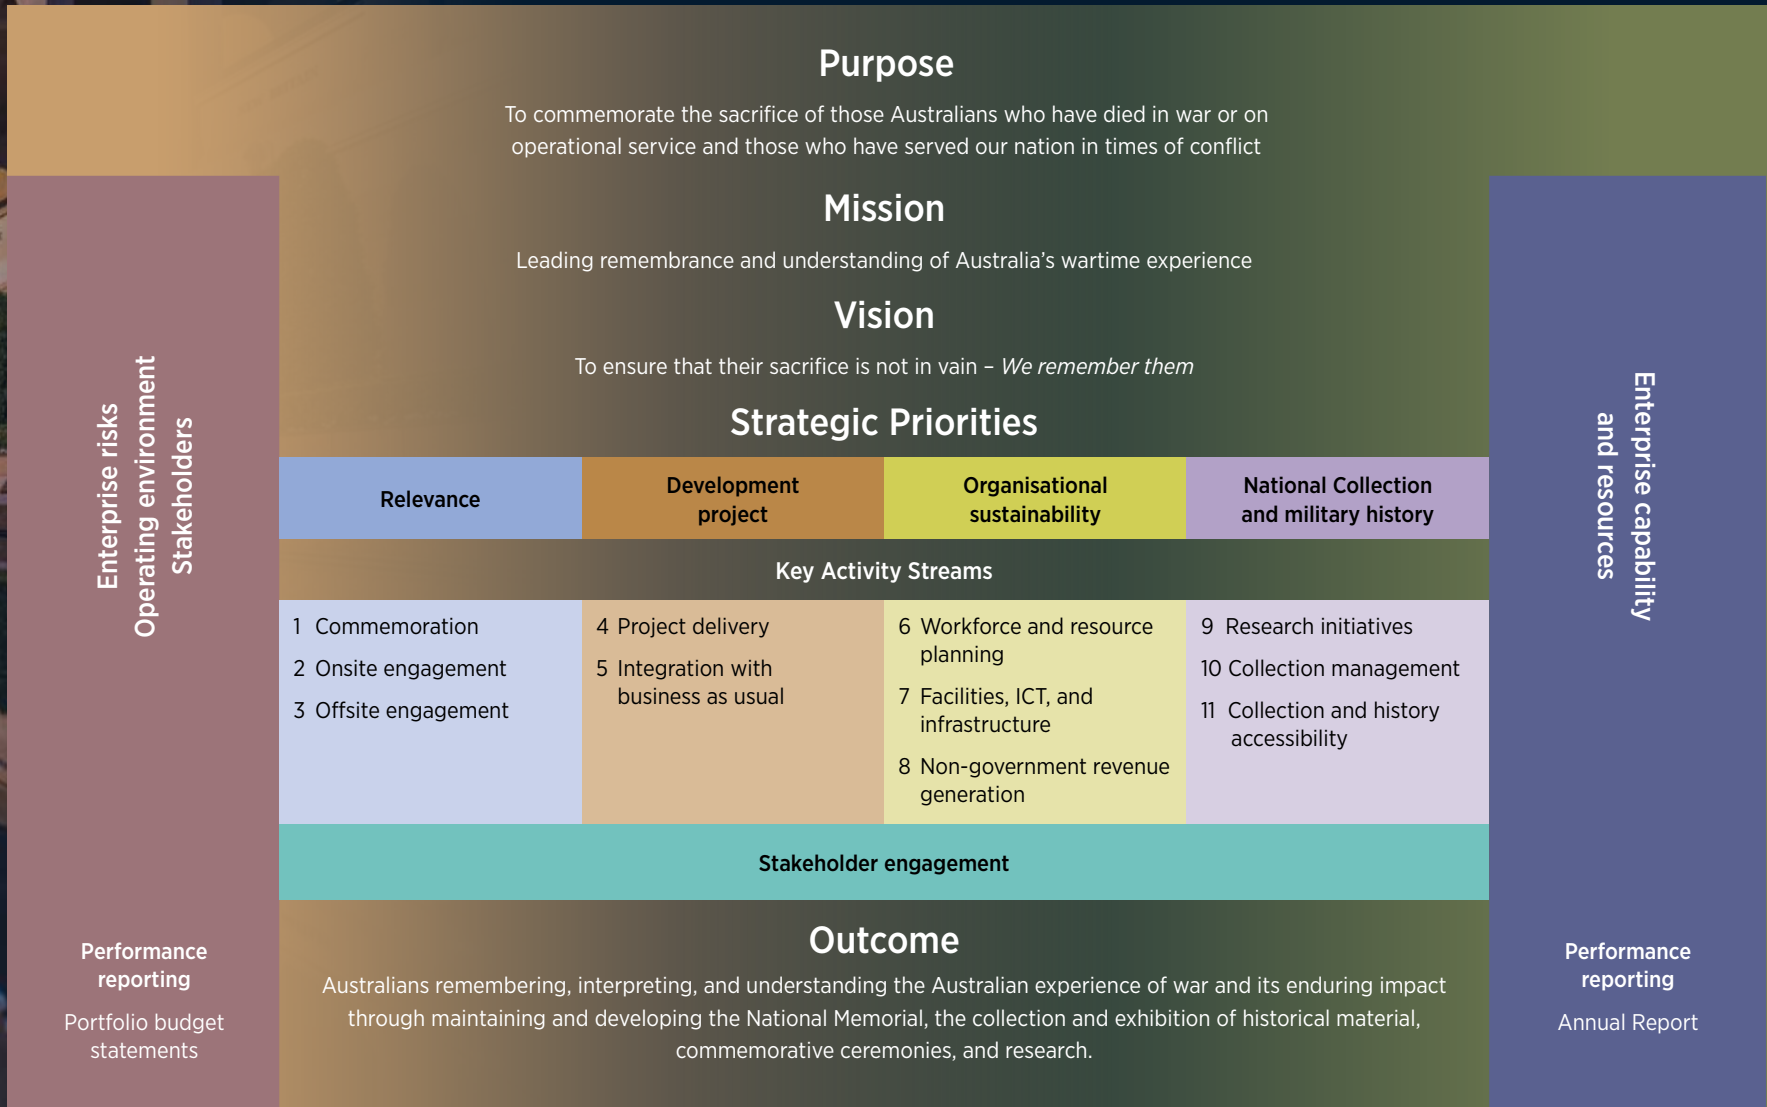 Purpose
To commemorate the sacrifice of those Australians who have died in war or on
operational service and those who have served our nation in times of conflict
Mission
Leading remembrance and understanding of Australia’s wartime experience
Vision
To ensure that their sacrifice is not in vain – We remember them
Strategic Priorities
Relevance
Development
project
Organisational
sustainability
National Collection
and military history
Key Activity Streams
1 Commemoration
2 Onsite engagement
3 Offsite engagement
4 Project delivery
5 Integration with
business as usual
6 Workforce and resource
planning
7 Facilities, ICT, and
infrastructure
8 Non-government revenue
generation
9 Research initiatives
10 Collection management
11 Collection and history
accessibility
Stakeholder engagement
Outcome
Australians remembering, interpreting, and understanding the Australian experience of war and its enduring impact
through maintaining and developing the National Memorial, the collection and exhibition of historical material,
commemorative ceremonies, and research.
Enterprise risks
Operating environment
Stakeholders
Performance
reporting
Portfolio budget
statements
Enterprise capability
and resources
Performance
reporting
Annual Report